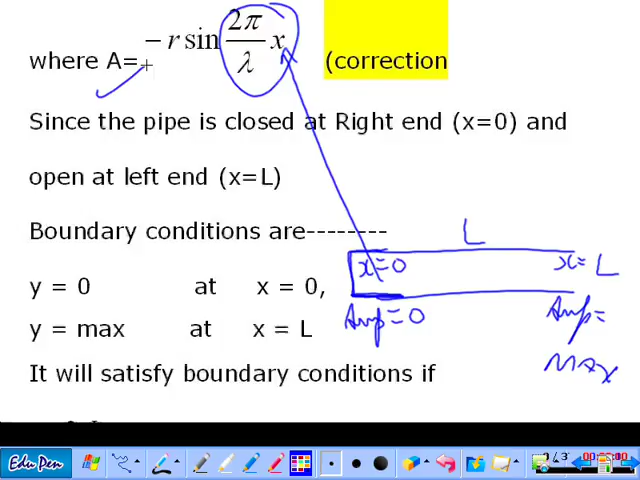 where A=± - r sin 2π/λ x (correction
Since the pipe is closed at Right end (x=0) and
open at left end (x=L)
Boundary conditions are--------
L
x=0 x=L
y = 0 at x = 0,
Amp=0 Amp=
y = max at x = L
max
It will satisfy boundary conditions if
Edu Pen